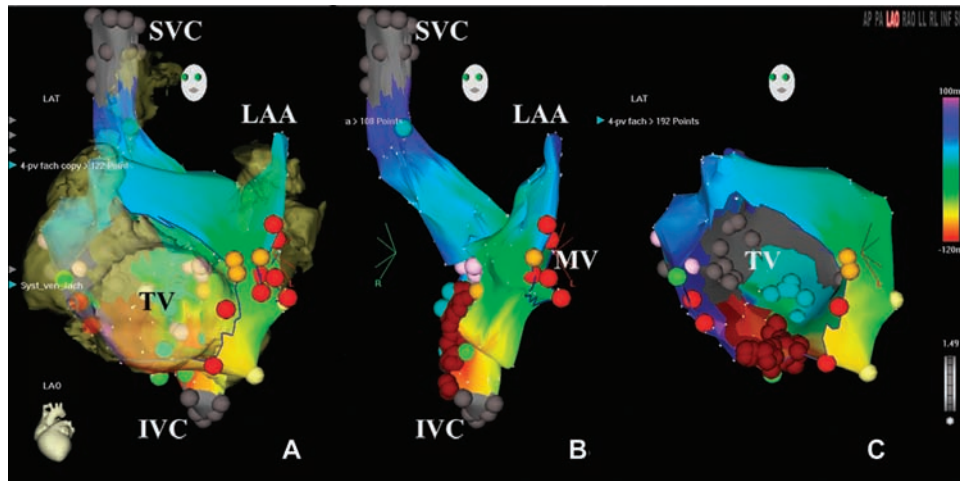 SVC
LAT
LAA
4-pv fach copy > 122 Point
TV
Syst_ven_fach
LAO
IVC
A
SVC
a > 108 Points
LAA
R
MV
L
IVC
B
AP PA LAO RAO LL RL INF
LAT
4-pv fach > 192 Points
100m
TV
-120m
1.49
C